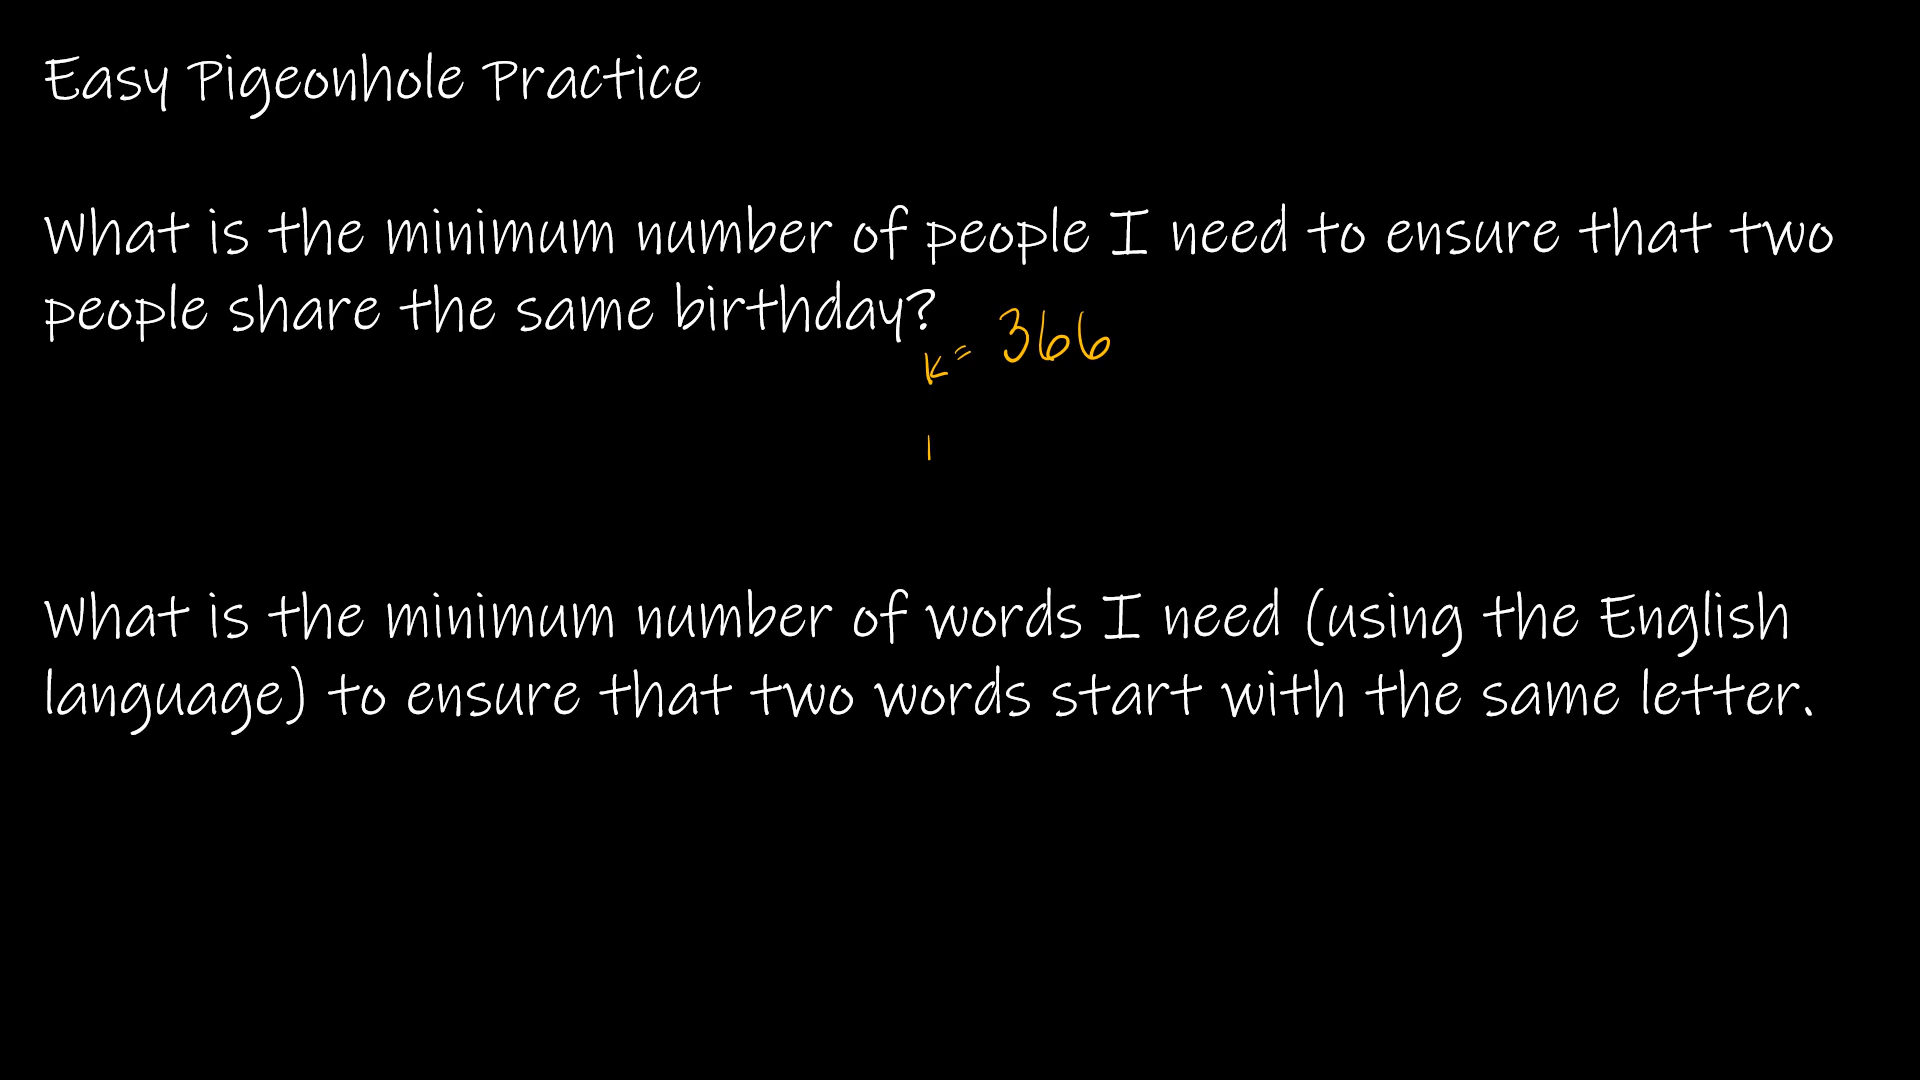 Easy Pigeonhole Practice
What is the minimum number of people I need to ensure that two
people share the same birthday?
k = 366
What is the minimum number of words I need (using the English
language) to ensure that two words start with the same letter.